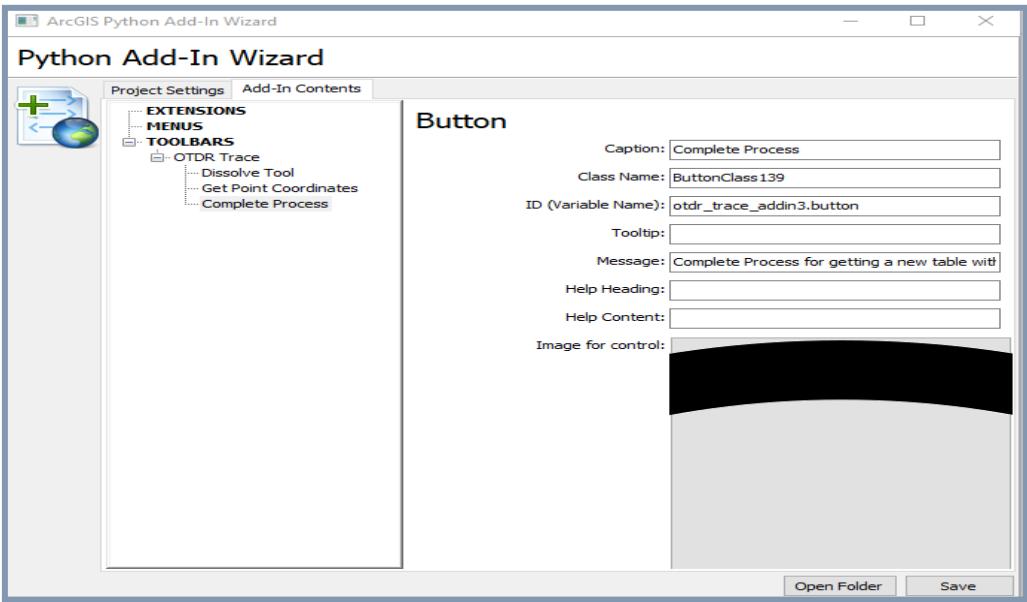 ArcGIS Python Add-In Wizard
Python Add-In Wizard
Project Settings
Add-In Contents
EXTENSIONS
MENUS
TOOLBARS
OTDR Trace
Dissolve Tool
Get Point Coordinates
Complete Process
Button
Caption: Complete Process
Class Name: ButtonClass139
ID (Variable Name): otdr_trace_addin3.button
Tooltip:
Message: Complete Process for getting a new table with
Help Heading:
Help Content:
Image for control:
Open Folder
Save